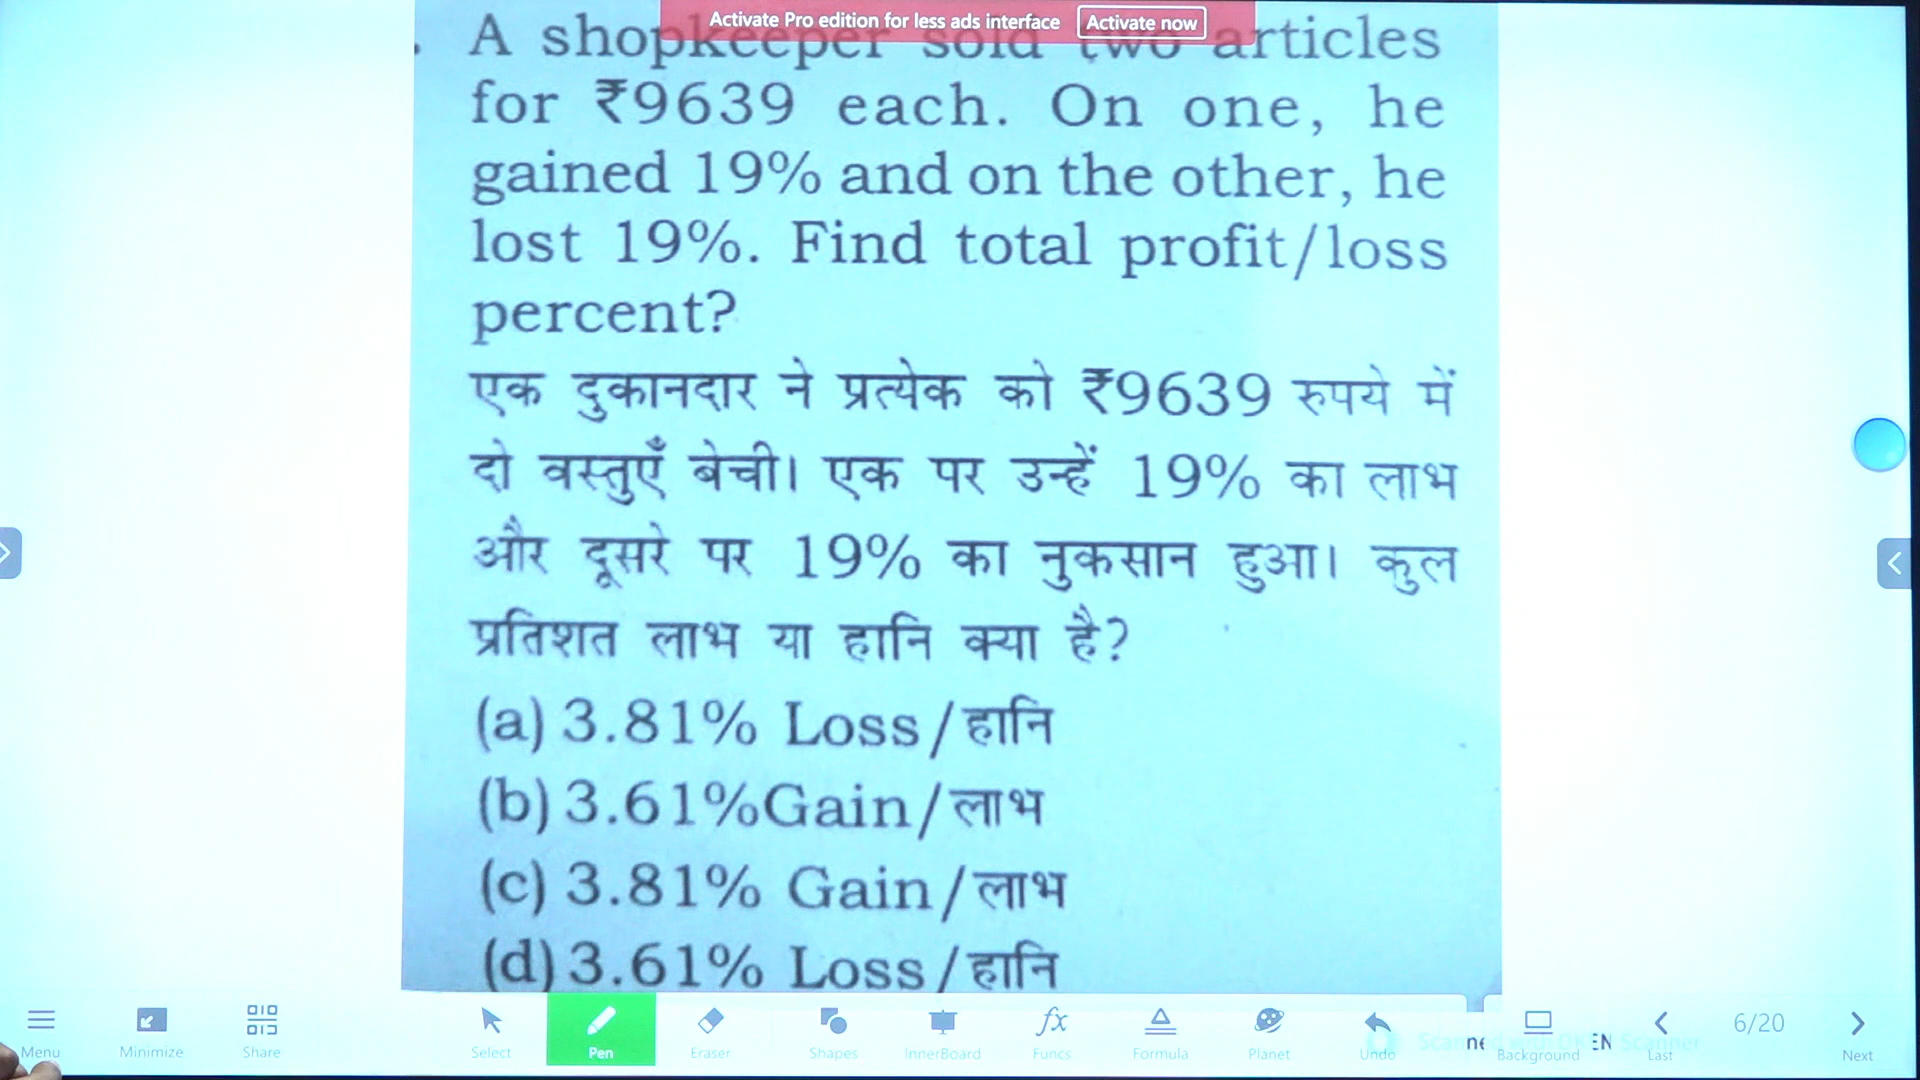 Activate Pro edition for less ads interface Activate now
A shopkeeper sold two articles
for ₹9639 each. On one, he
gained 19% and on the other, he
lost 19%. Find total profit/loss
percent?
एक दुकानदार ने प्रत्येक को ₹9639 रुपये में
दो वस्तुएँ बेची। एक पर उन्हें 19% का लाभ
और दूसरे पर 19% का नुकसान हुआ। कुल
प्रतिशत लाभ या हानि क्या है?
(a) 3.81% Loss/हानि
(b) 3.61%Gain/लाभ
(c) 3.81% Gain/लाभ
(d) 3.61% Loss/हानि
Menu Minimize Share Select Pen Eraser Shapes InnerBoard Funcs Formula Planet Undo Background EN Last 6/20 Next